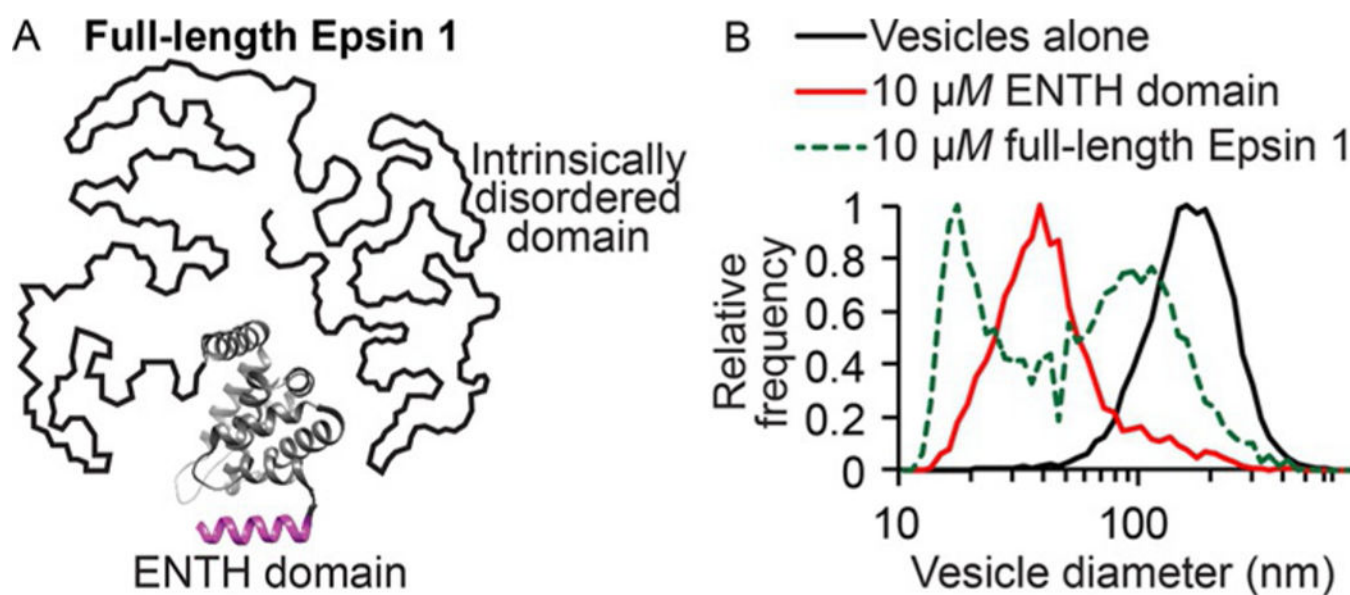 A Full-length Epsin 1
Intrinsically
disordered
domain
ENTH domain
B
Vesicles alone
10 µM ENTH domain
10 µM full-length Epsin 1
Relative
frequency
1
0.8
0.6
0.4
0.2
0
10 100
Vesicle diameter (nm)